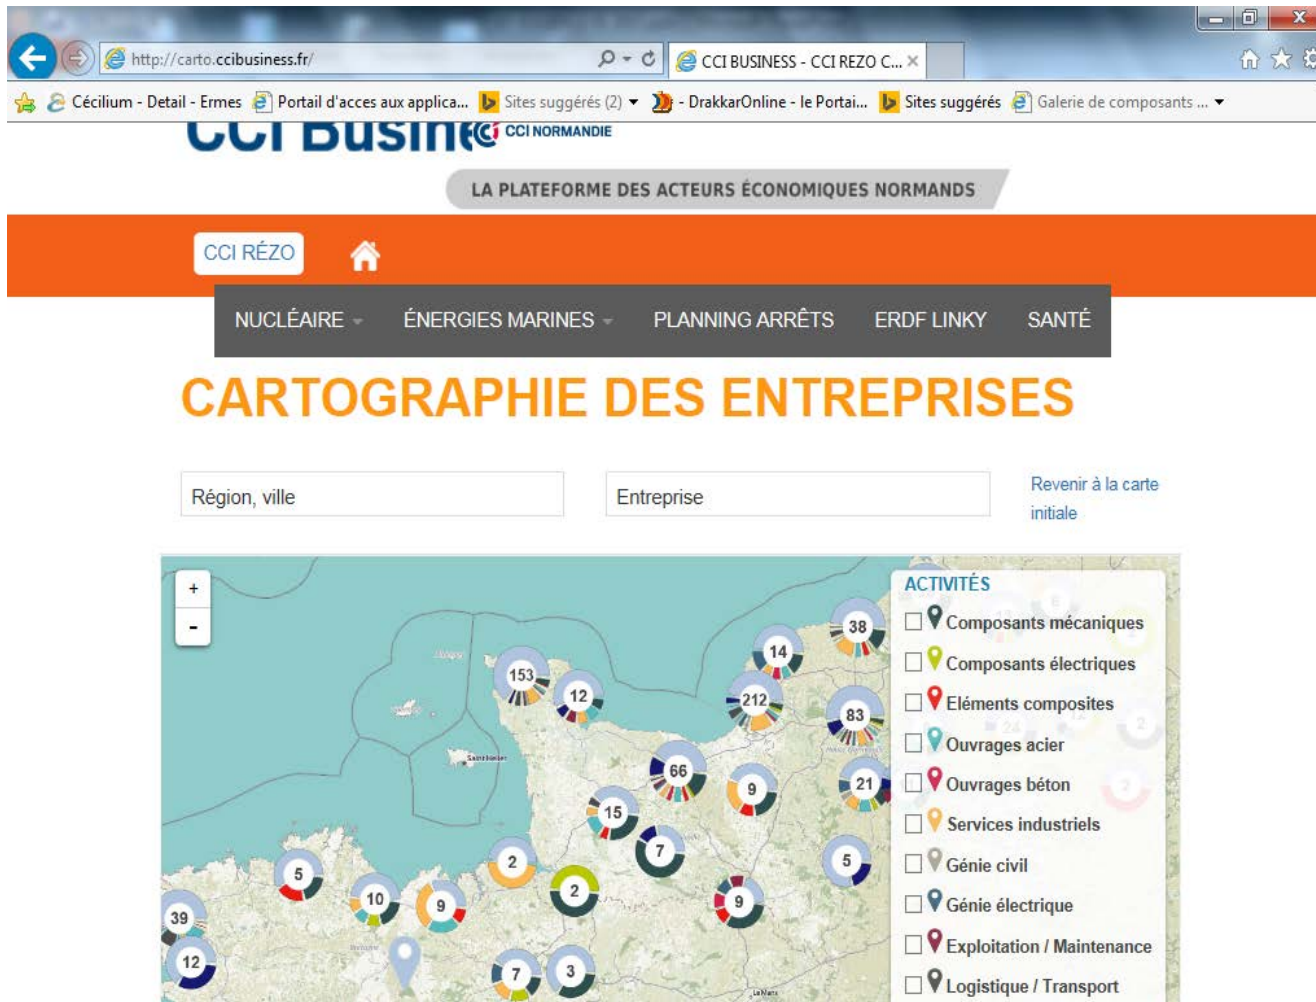 http://carto.ccibusiness.fr/
CCI BUSINESS - CCI REZO C...
Cécilium - Detail - Ermes
Portail d'acces aux applica...
Sites suggérés (2)
- DrakkarOnline - le Portai...
Sites suggérés
Galerie de composants ...
CCI Busine
CCI NORMANDIE
LA PLATEFORME DES ACTEURS ÉCONOMIQUES NORMANDS
CCI RÉZO
NUCLÉAIRE
ÉNERGIES MARINES
PLANNING ARRÊTS
ERDF LINKY
SANTÉ
CARTOGRAPHIE DES ENTREPRISES
Région, ville
Entreprise
Revenir à la carte
initiale
+
-
ACTIVITÉS
Composants mécaniques
Composants électriques
Eléments composites
Ouvrages acier
Ouvrages béton
Services industriels
Génie civil
Génie électrique
Exploitation / Maintenance
Logistique / Transport
38
14
153
12
212
83
66
9
21
15
7
5
2
5
2
10
9
9
39
12
7
3
Le Mans